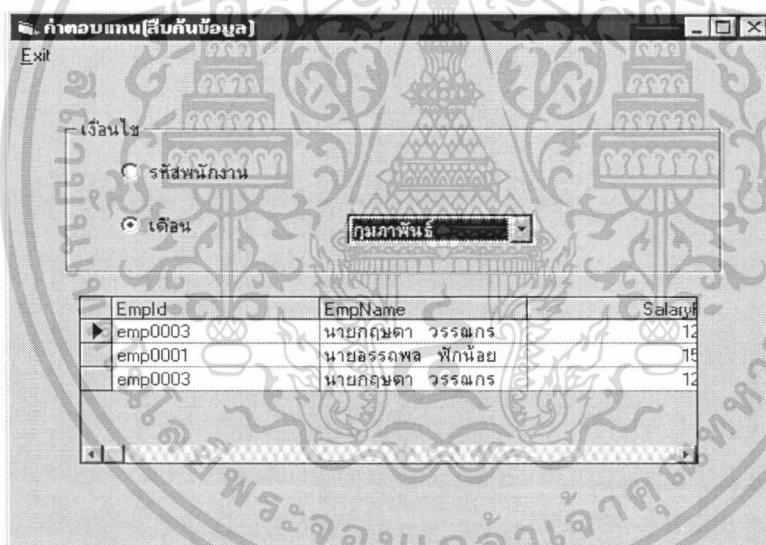 ค่าตอบแทน[สืบค้นข้อมูล]
Exit
เงื่อนไข
รหัสพนักงาน
เดือน
กุมภาพันธ์
EmpId EmpName
emp0003 นายกฤษดา วรรณกร 12
emp0001 นายอรรถพล ฟักน้อย 15
emp0003 นายกฤษดา วรรณกร 12